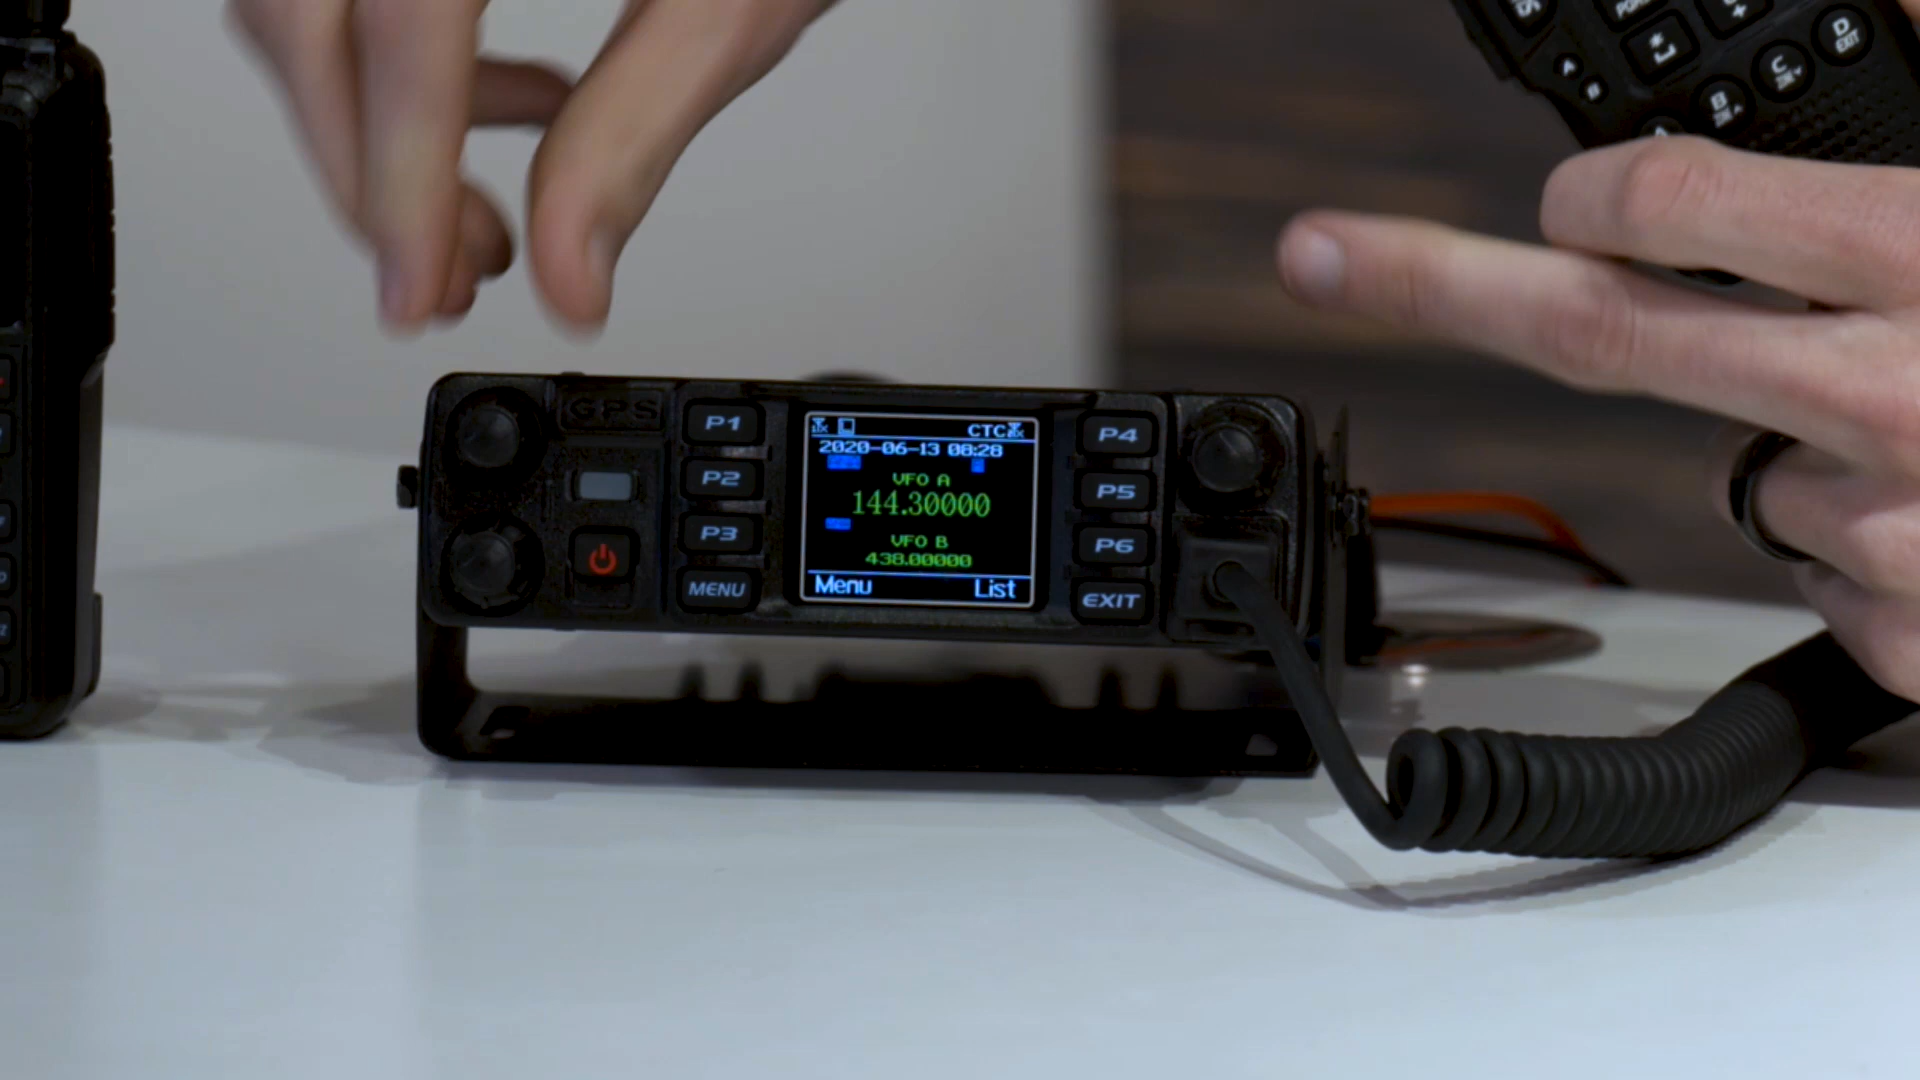 GPS
P1
P2
P3
MENU
CTC
2020-06-13 08:28
VFO A
144.30000
VFO B
438.00000
Menu List
P4
P5
P6
EXIT
D
EXIT
C
B
A
A
B
*
+